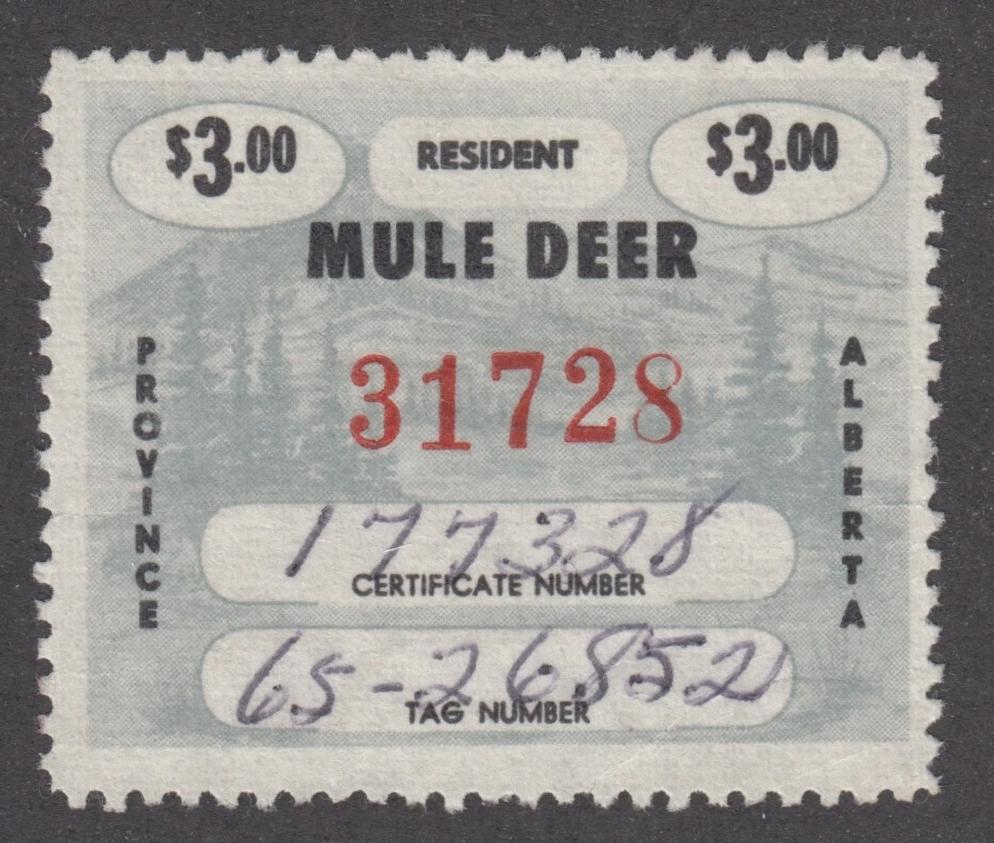 $3.00 RESIDENT $3.00
MULE DEER
31728
PROVINCE
ALBERTA
177328
CERTIFICATE NUMBER
65-26852
TAG NUMBER